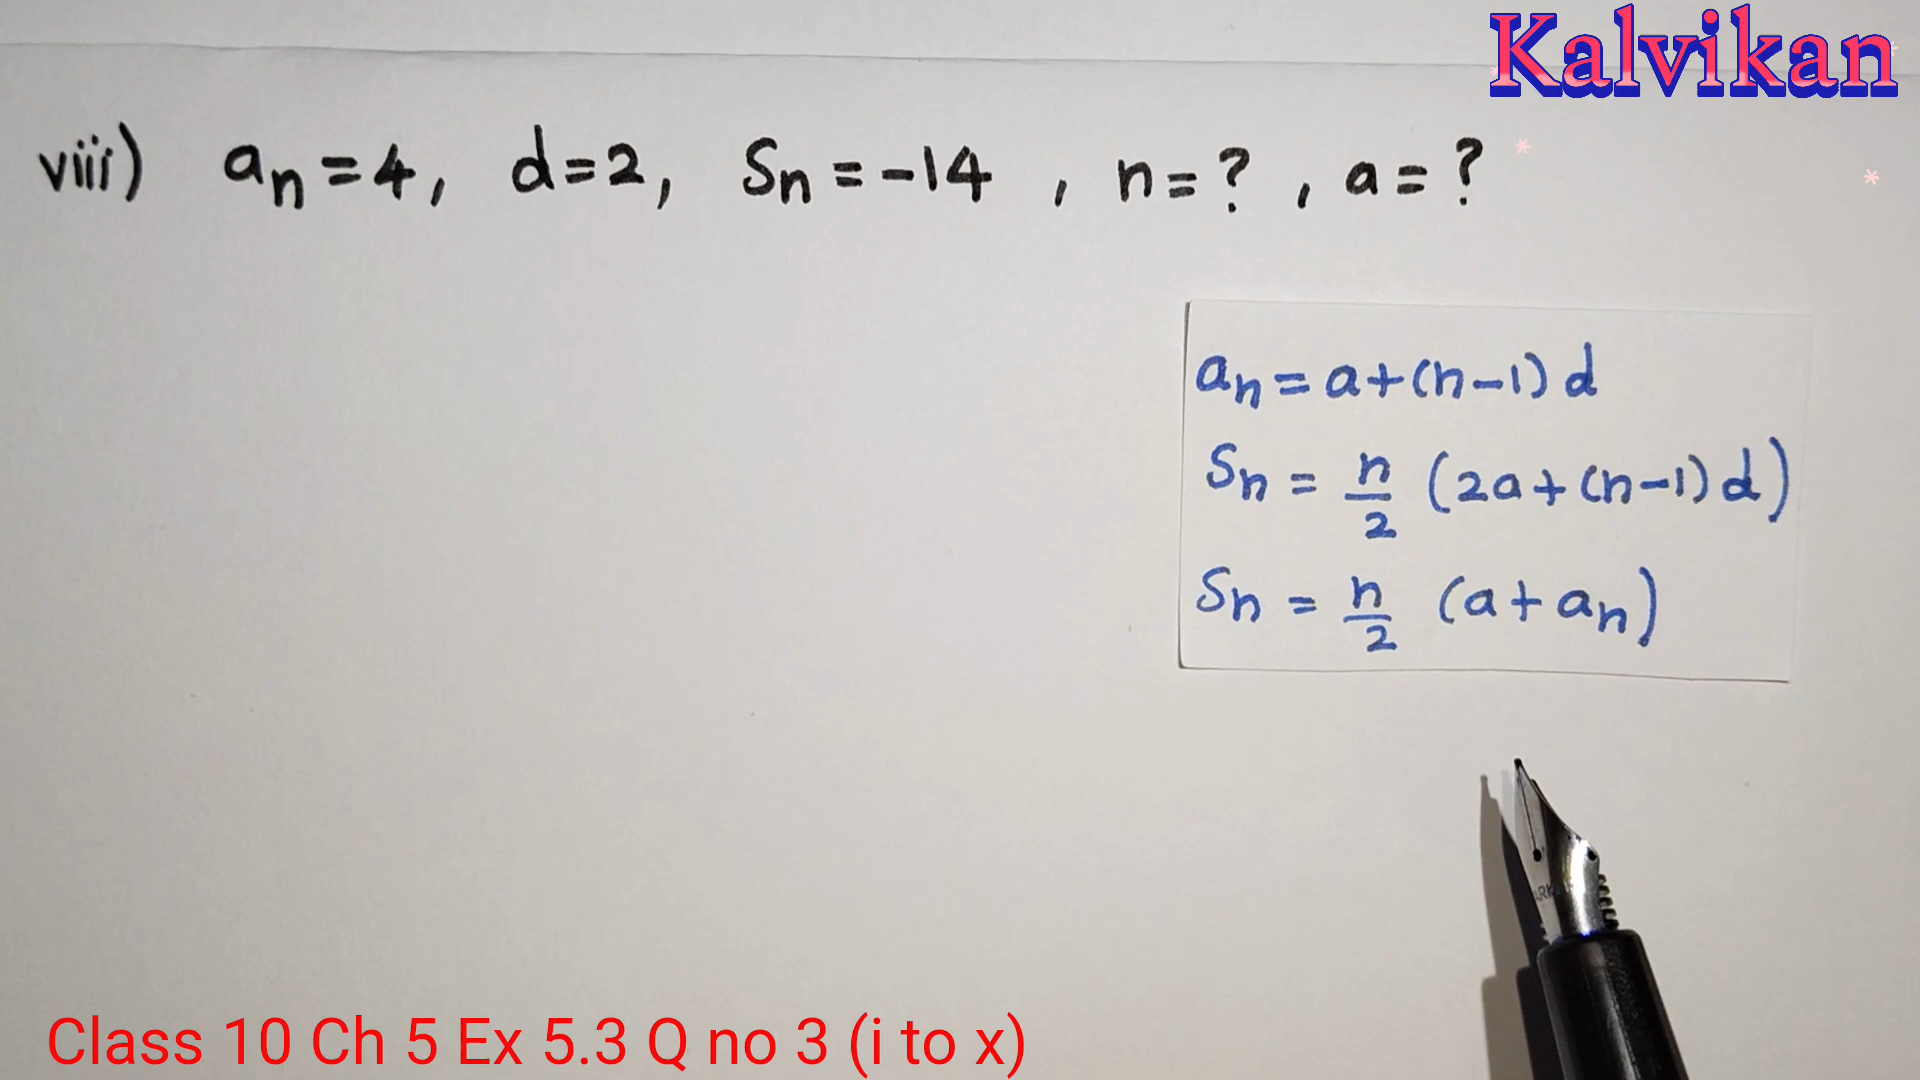 Kalvikan
viii) an = 4, d = 2, Sn = -14, n = ?, a = ?
an = a + (n-1) d
Sn = n/2 (2a + (n-1) d)
Sn = n/2 (a + an)
Class 10 Ch 5 Ex 5.3 Q no 3 (i to x)